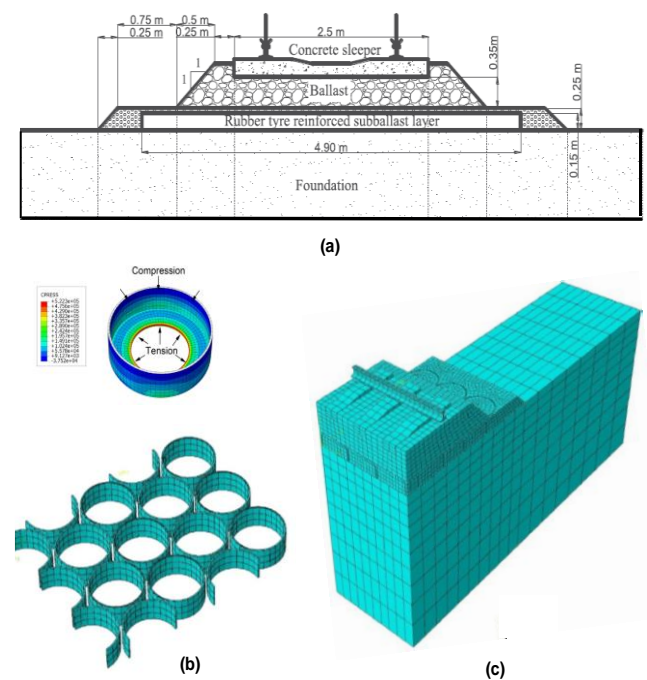 0.75 m 0.5 m 2.5 m
0.25 m 0.25 m
Concrete sleeper
0.35m
1
1
Ballast
0.25 m
Rubber tyre reinforced subballast layer
4.90 m
0.15 m
Foundation
(a)
Compression
CPRESS
Tension
(b)
(c)